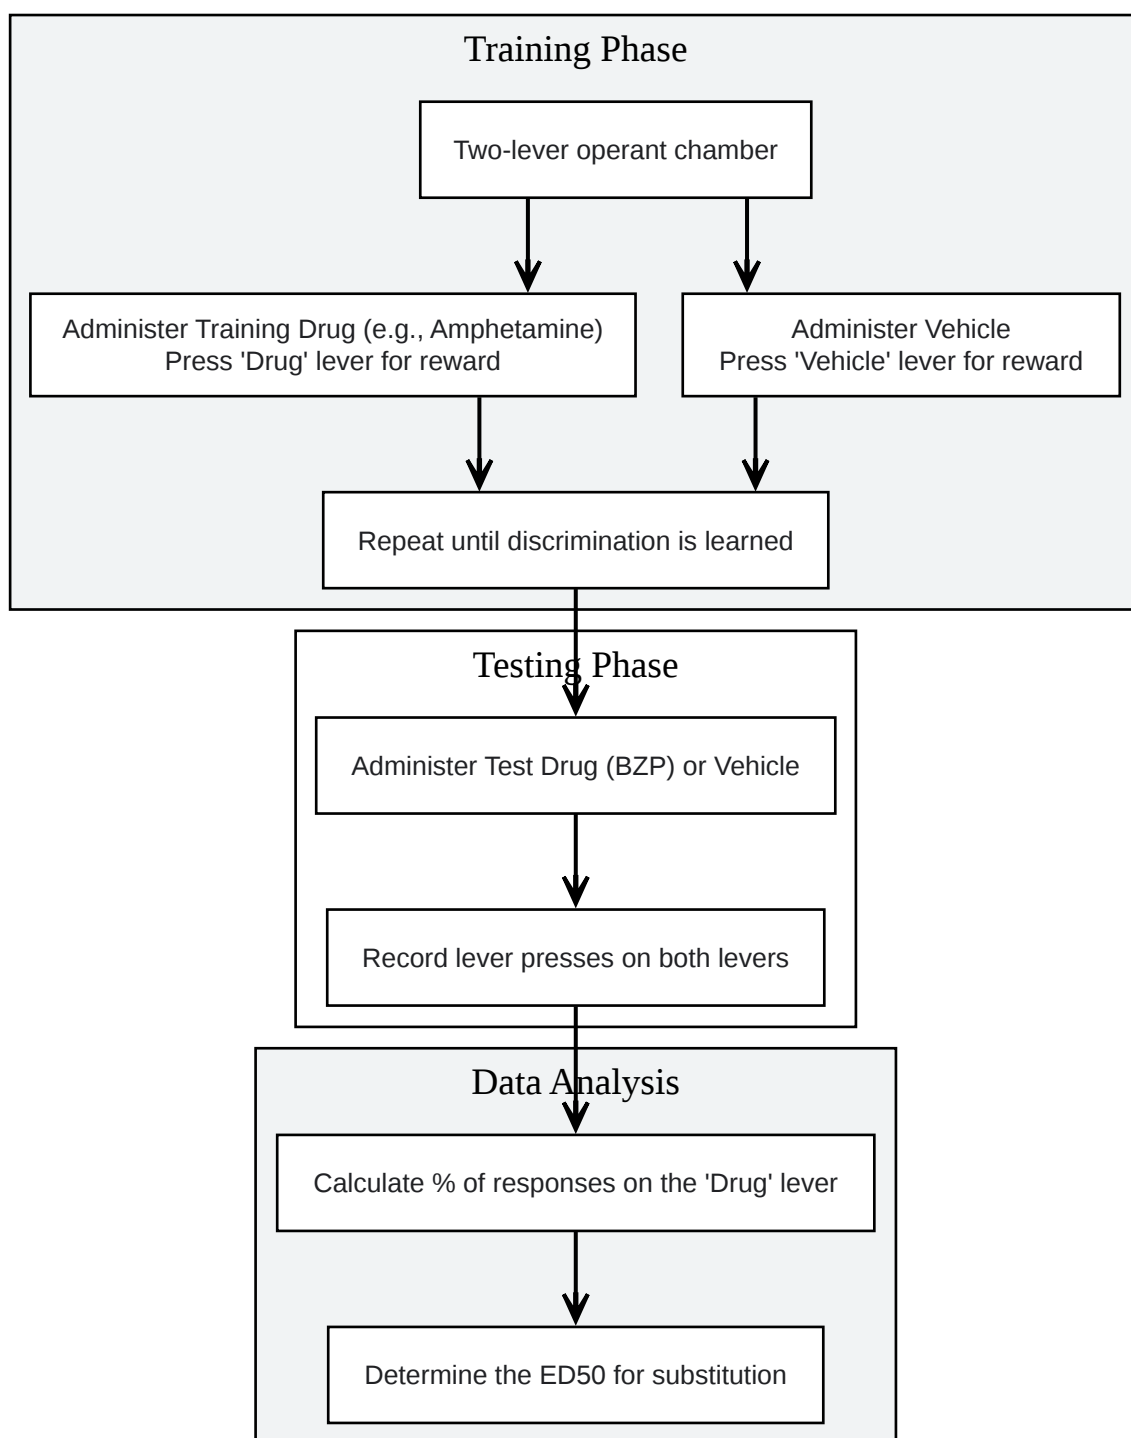 Training Phase
Two-lever operant chamber
Administer Training Drug (e.g., Amphetamine)
Press 'Drug' lever for reward
Administer Vehicle
Press 'Vehicle' lever for reward
Repeat until discrimination is learned
Testing Phase
Administer Test Drug (BZP) or Vehicle
Record lever presses on both levers
Data Analysis
Calculate % of responses on the 'Drug' lever
Determine the ED50 for substitution